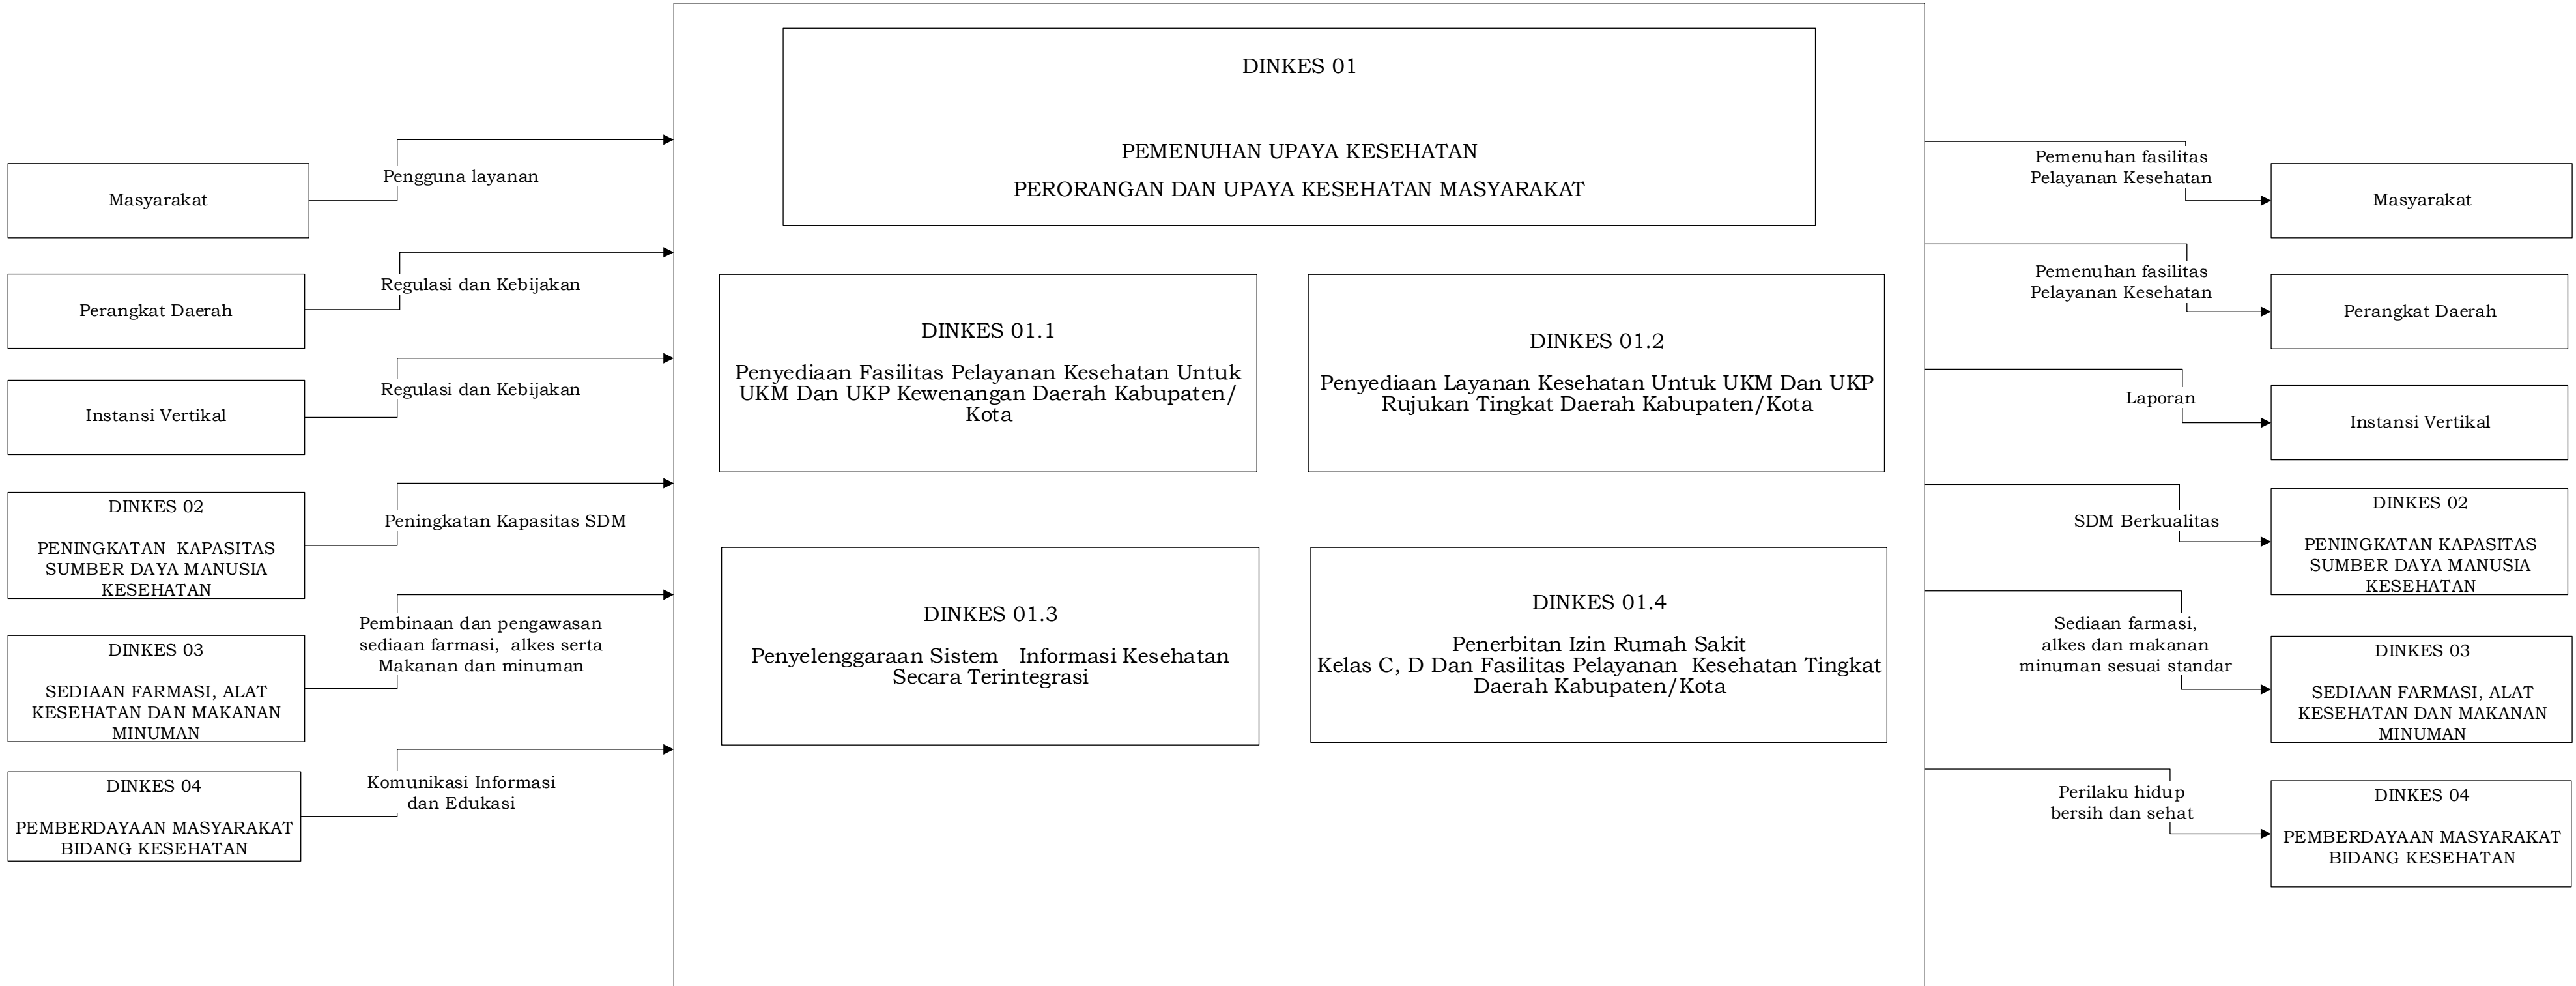 DINKES 01
PEMENUHAN UPAYA KESEHATAN
PERORANGAN DAN UPAYA KESEHATAN MASYARAKAT
Masyarakat
Pengguna layanan
Perangkat Daerah
Regulasi dan Kebijakan
Instansi Vertikal
Regulasi dan Kebijakan
DINKES 02
PENINGKATAN KAPASITAS
SUMBER DAYA MANUSIA
KESEHATAN
Peningkatan Kapasitas SDM
DINKES 03
SEDIAAN FARMASI, ALAT
KESEHATAN DAN MAKANAN
MINUMAN
Pembinaan dan pengawasan
sediaan farmasi, alkes serta
Makanan dan minuman
DINKES 04
PEMBERDAYAAN MASYARAKAT
BIDANG KESEHATAN
Komunikasi Informasi
dan Edukasi
DINKES 01.1
Penyediaan Fasilitas Pelayanan Kesehatan Untuk
UKM Dan UKP Kewenangan Daerah Kabupaten/
Kota
DINKES 01.2
Penyediaan Layanan Kesehatan Untuk UKM Dan UKP
Rujukan Tingkat Daerah Kabupaten/Kota
DINKES 01.3
Penyelenggaraan Sistem Informasi Kesehatan
Secara Terintegrasi
DINKES 01.4
Penerbitan Izin Rumah Sakit
Kelas C, D Dan Fasilitas Pelayanan Kesehatan Tingkat
Daerah Kabupaten/Kota
Pemenuhan fasilitas
Pelayanan Kesehatan
Masyarakat
Pemenuhan fasilitas
Pelayanan Kesehatan
Perangkat Daerah
Laporan
Instansi Vertikal
SDM Berkualitas
DINKES 02
PENINGKATAN KAPASITAS
SUMBER DAYA MANUSIA
KESEHATAN
Sediaan farmasi,
alkes dan makanan
minuman sesuai standar
DINKES 03
SEDIAAN FARMASI, ALAT
KESEHATAN DAN MAKANAN
MINUMAN
Perilaku hidup
bersih dan sehat
DINKES 04
PEMBERDAYAAN MASYARAKAT
BIDANG KESEHATAN